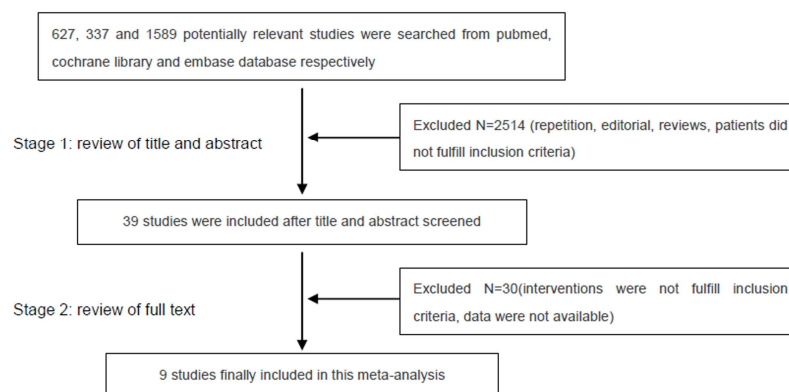 627, 337 and 1589 potentially relevant studies were searched from pubmed,
cochrane library and embase database respectively
Excluded N=2514 (repetition, editorial, reviews, patients did
not fulfill inclusion criteria)
Stage 1: review of title and abstract
39 studies were included after title and abstract screened
Excluded N=30(interventions were not fulfill inclusion
criteria, data were not available)
Stage 2: review of full text
9 studies finally included in this meta-analysis